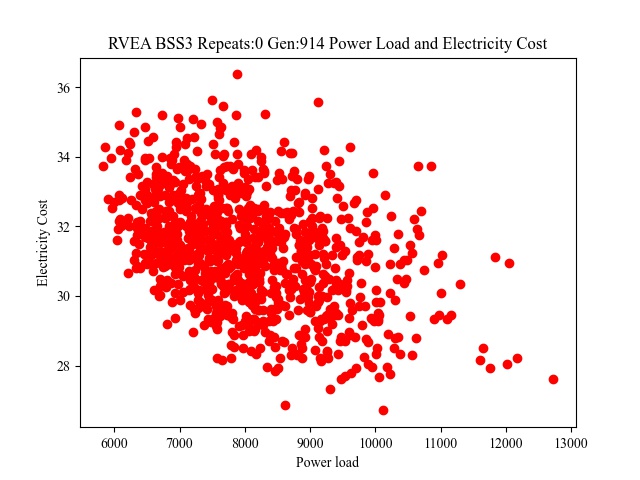 RVEA BSS3 Repeats:0 Gen:914 Power Load and Electricity Cost
Electricity Cost
36
34
32
30
28
6000 7000 8000 9000 10000 11000 12000 13000
Power load